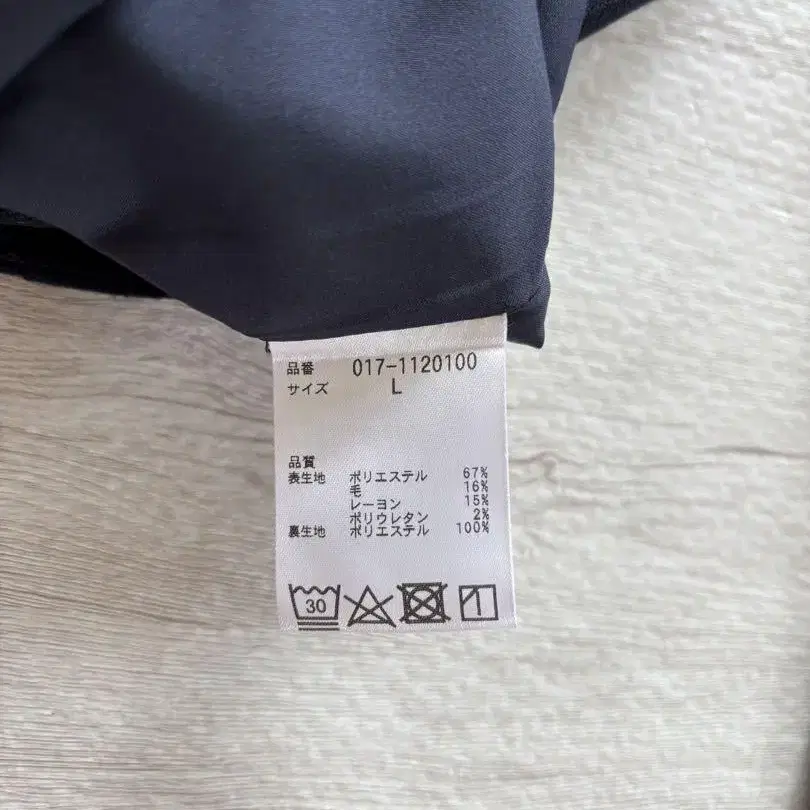 品番 017-1120100
サイズ L
品質
表生地 ポリエステル 67%
毛 16%
レーヨン 15%
ポリウレタン 2%
裏生地 ポリエステル 100%
30